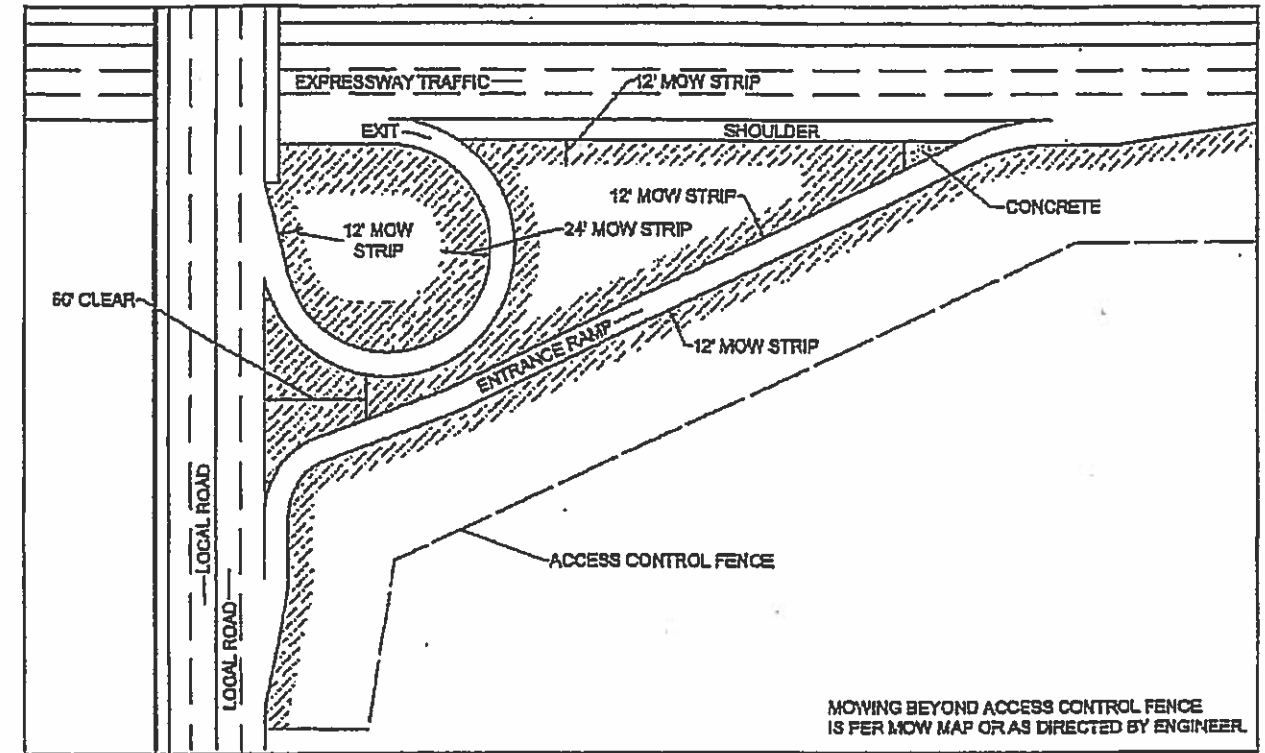 EXPRESSWAY TRAFFIC
12' MOW STRIP
EXIT
SHOULDER
12' MOW STRIP
CONCRETE
12' MOW
STRIP
24' MOW STRIP
60' CLEAR
12' MOW STRIP
ENTRANCE RAMP
LOCAL ROAD
LOCAL ROAD
ACCESS CONTROL FENCE
MOWING BEYOND ACCESS CONTROL FENCE
IS PER MOW MAP OR AS DIRECTED BY ENGINEER.